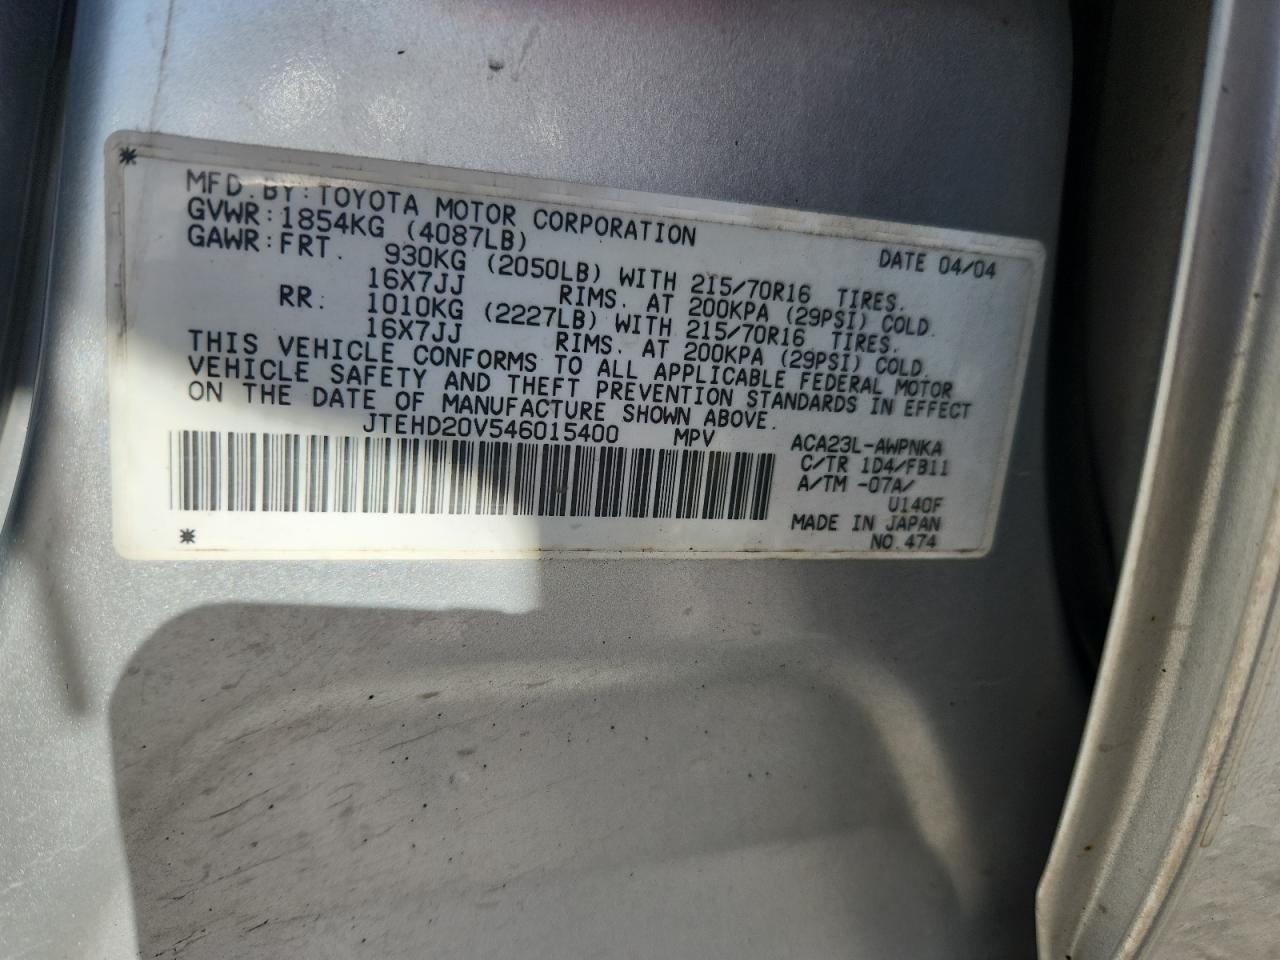 MFD. BY: TOYOTA MOTOR CORPORATION DATE 04/04
GVWR: 1854KG (4087LB)
GAWR: FRT. 930KG (2050LB) WITH 215/70R16 TIRES.
16X7JJ RIMS. AT 200KPA (29PSI) COLD.
RR: 1010KG (2227LB) WITH 215/70R16 TIRES.
16X7JJ RIMS. AT 200KPA (29PSI) COLD.
THIS VEHICLE CONFORMS TO ALL APPLICABLE FEDERAL MOTOR
VEHICLE SAFETY AND THEFT PREVENTION STANDARDS IN EFFECT
ON THE DATE OF MANUFACTURE SHOWN ABOVE.
JTEHD20V546015400 MPV
ACA23L-AWPNKA
C/TR 1D4/FB11
A/TM -07A/
U140F
MADE IN JAPAN
NO.474